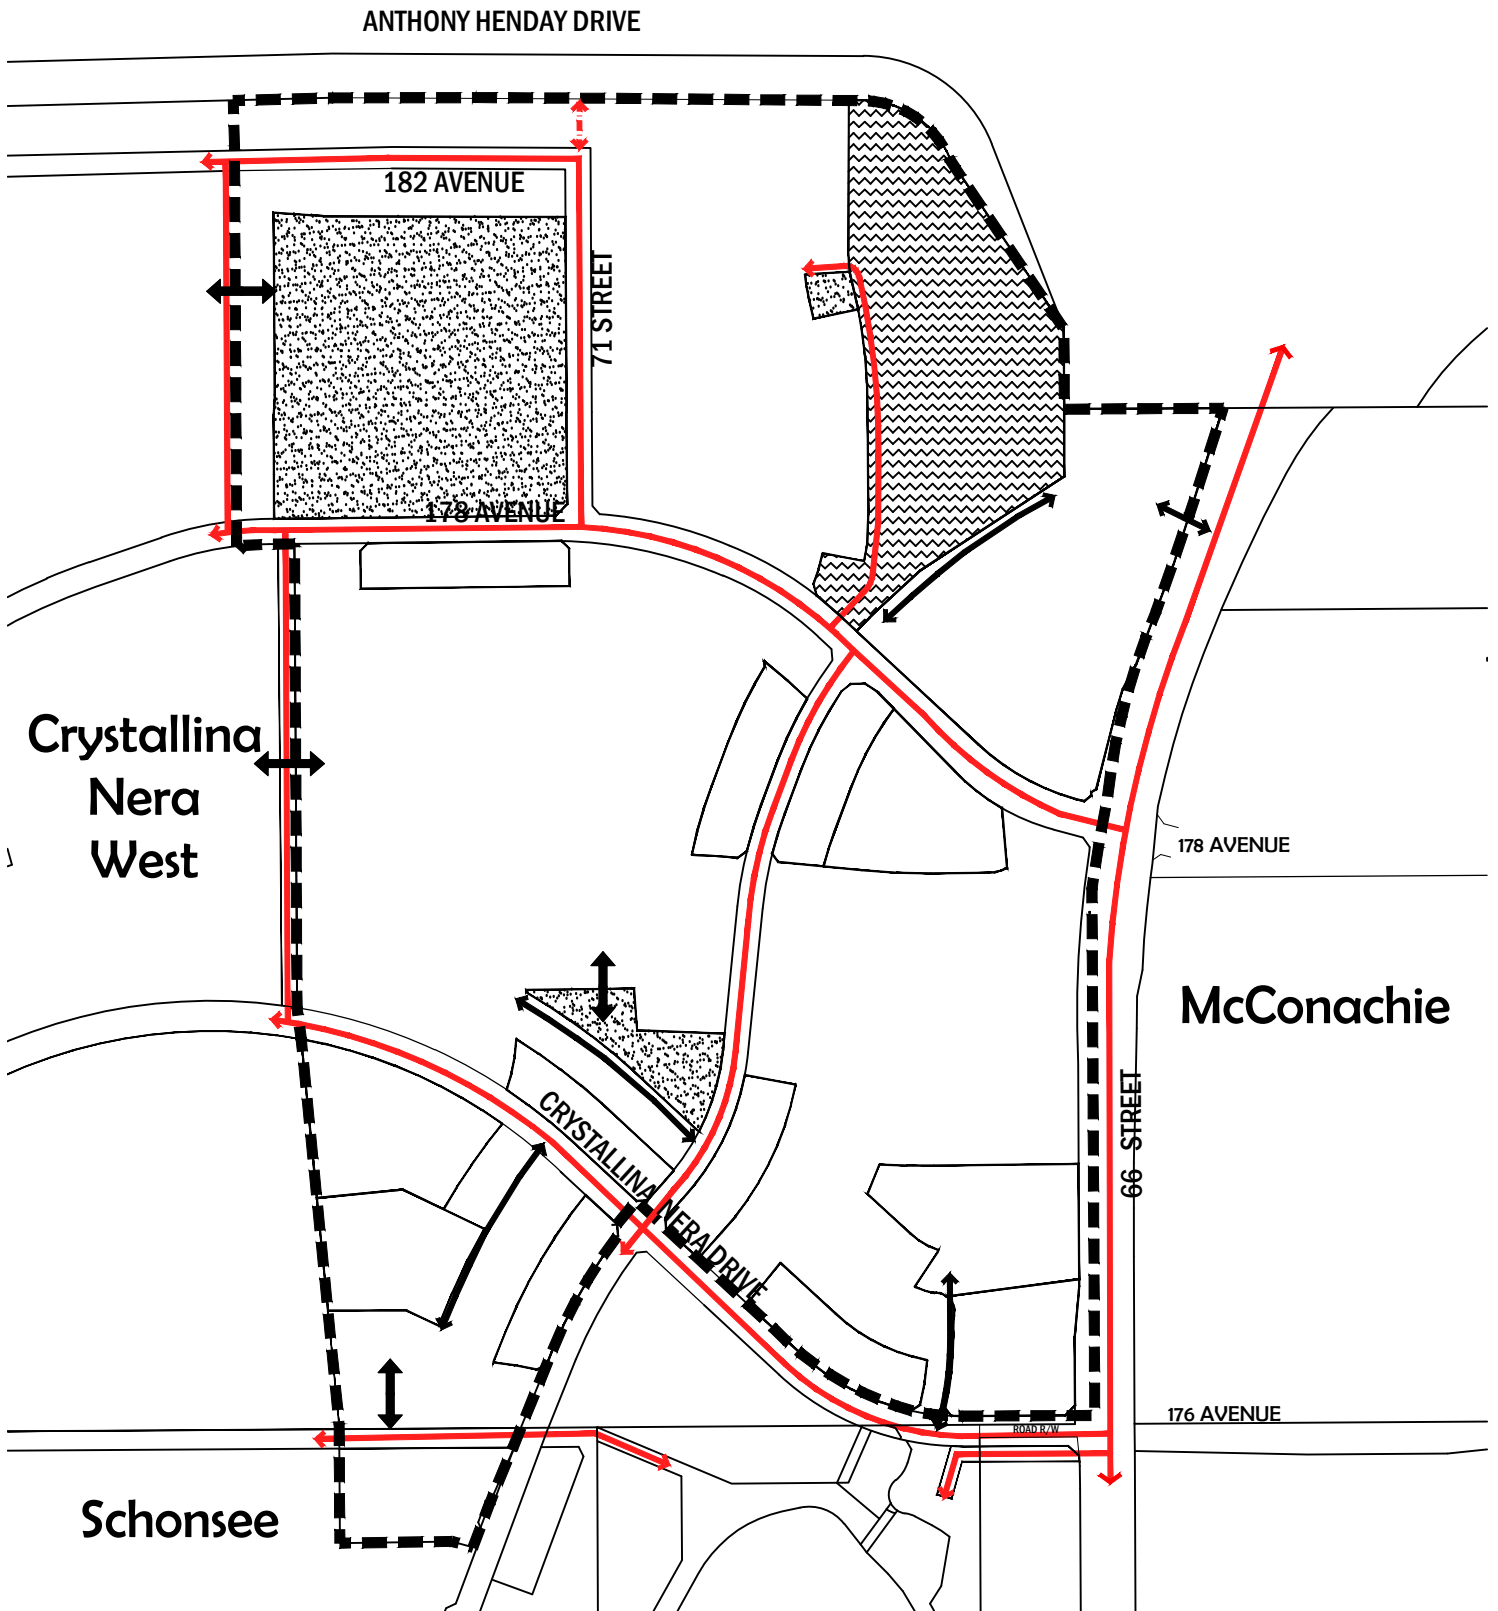 ANTHONY HENDAY DRIVE
182 AVENUE
71 STREET
178 AVENUE
Crystallina
Nera
West
178 AVENUE
McConachie
CRYSTALLINA NERA DRIVE
66 STREET
176 AVENUE
ROAD R/W
Schonsee